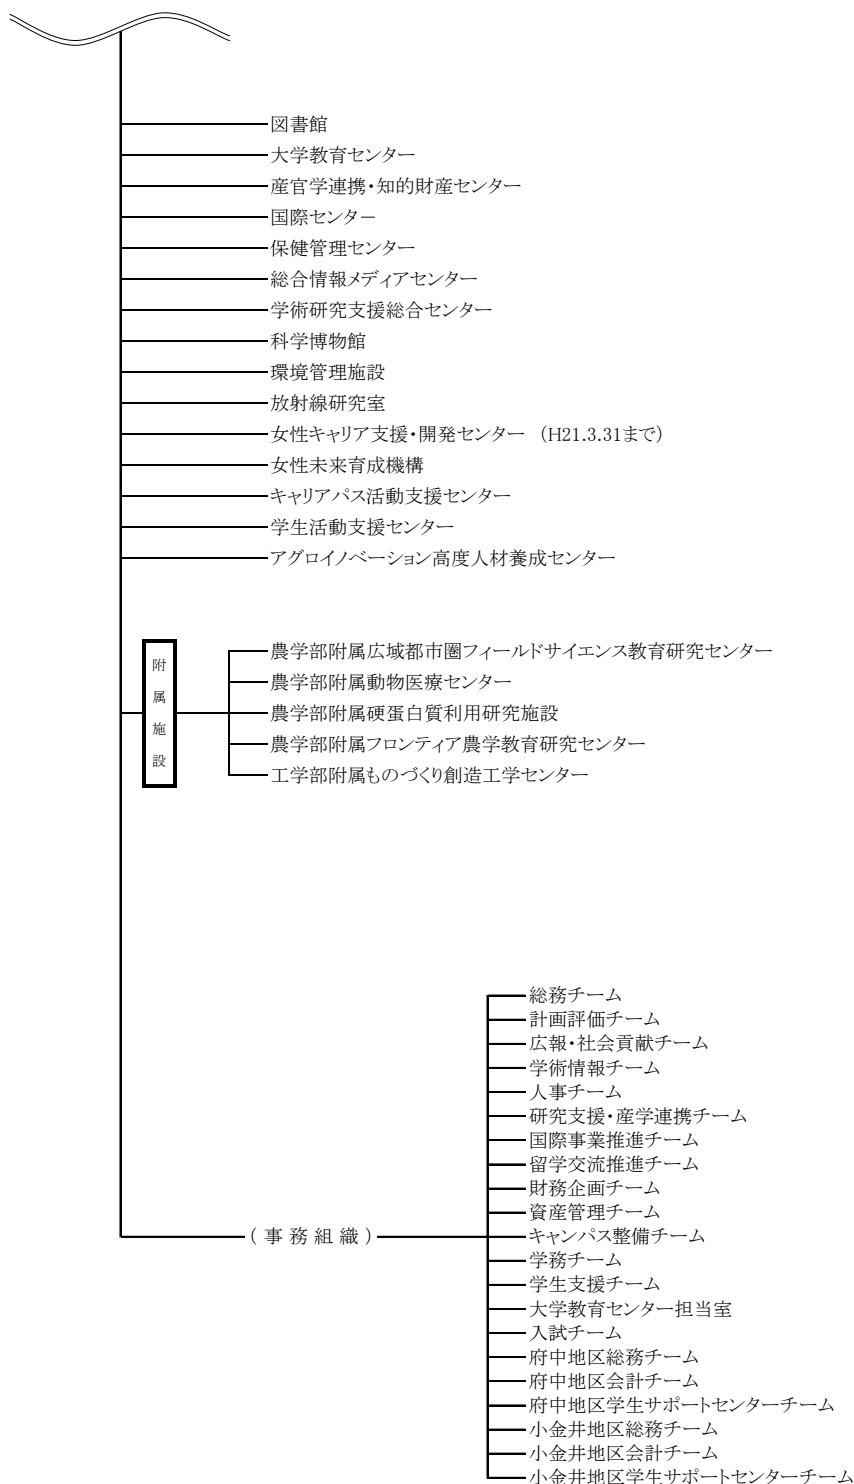 図書館
大学教育センター
産官学連携・知的財産センター
国際センター
保健管理センター
総合情報メディアセンター
学術研究支援総合センター
科学博物館
環境管理施設
放射線研究室
女性キャリア支援・開発センター （H21.3.31まで）
女性未来育成機構
キャリアパス活動支援センター
学生活動支援センター
アグロイノベーション高度人材養成センター
附属施設
農学部附属広域都市圏フィールドサイエンス教育研究センター
農学部附属動物医療センター
農学部附属硬蛋白質利用研究施設
農学部附属フロンティア農学教育研究センター
工学部附属ものづくり創造工学センター
（事務組織）
総務チーム
計画評価チーム
広報・社会貢献チーム
学術情報チーム
人事チーム
研究支援・産学連携チーム
国際事業推進チーム
留学交流推進チーム
財務企画チーム
資産管理チーム
キャンパス整備チーム
学務チーム
学生支援チーム
大学教育センター担当室
入試チーム
府中地区総務チーム
府中地区会計チーム
府中地区学生サポートセンターチーム
小金井地区総務チーム
小金井地区会計チーム
小金井地区学生サポートセンターチーム